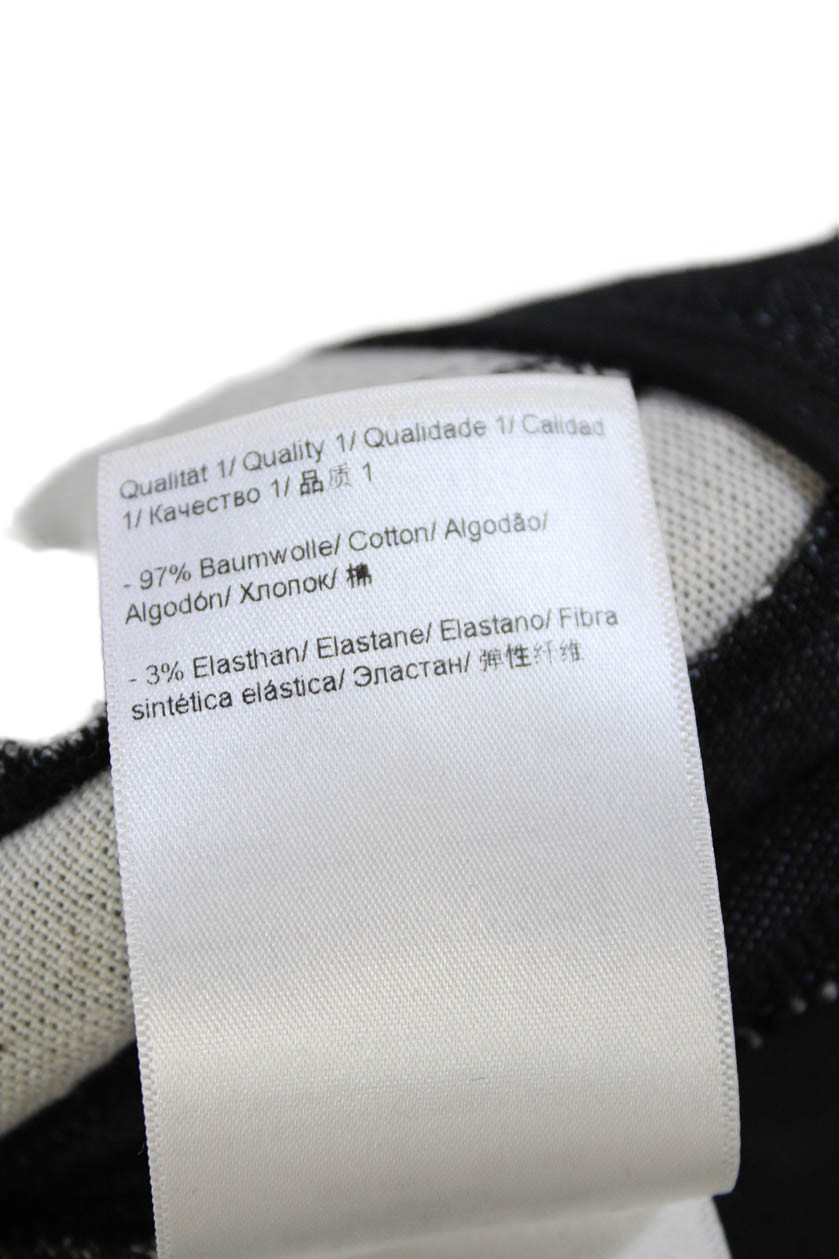 Qualität 1/ Quality 1/ Qualidade 1/ Calidad
1/ Качество 1/ 品质 1
- 97% Baumwolle/ Cotton/ Algodão/
Algodón/ Хлопок/ 棉
- 3% Elasthan/ Elastane/ Elastano/ Fibra
sintética elástica/ Эластан/ 弹性纤维